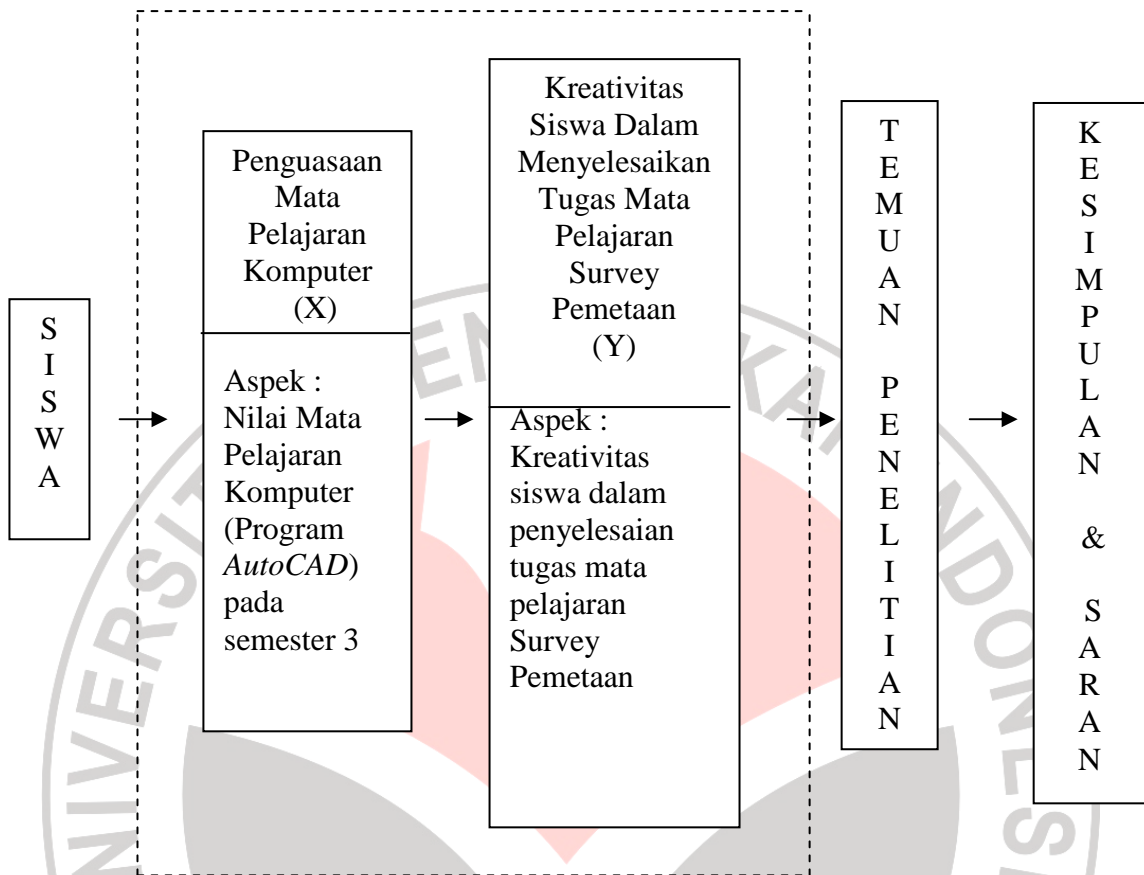 S
I
S
W
A
Penguasaan
Mata
Pelajaran
Komputer
(X)
Aspek :
Nilai Mata
Pelajaran
Komputer
(Program
AutoCAD)
pada
semester 3
Kreativitas
Siswa Dalam
Menyelesaikan
Tugas Mata
Pelajaran
Survey
Pemetaan
(Y)
Aspek :
Kreativitas
siswa dalam
penyelesaian
tugas mata
pelajaran
Survey
Pemetaan
T
E
M
U
A
N
P
E
N
E
L
I
T
I
A
N
K
E
S
I
M
P
U
L
A
N
&
S
A
R
A
N